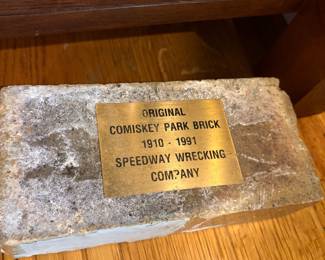 ORIGINAL
COMISKEY PARK BRICK
1910 - 1991
SPEEDWAY WRECKING
COMPANY